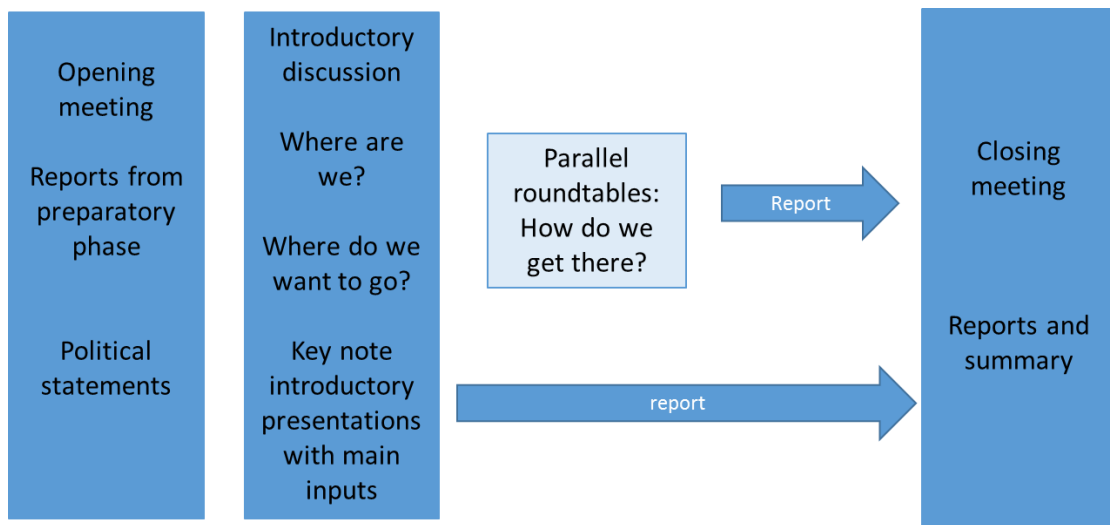 Opening
meeting
Reports from
preparatory
phase
Political
statements
Introductory
discussion
Where are
we?
Where do we
want to go?
Key note
introductory
presentations
with main
inputs
Parallel
roundtables:
How do we
get there?
Report
report
Closing
meeting
Reports and
summary